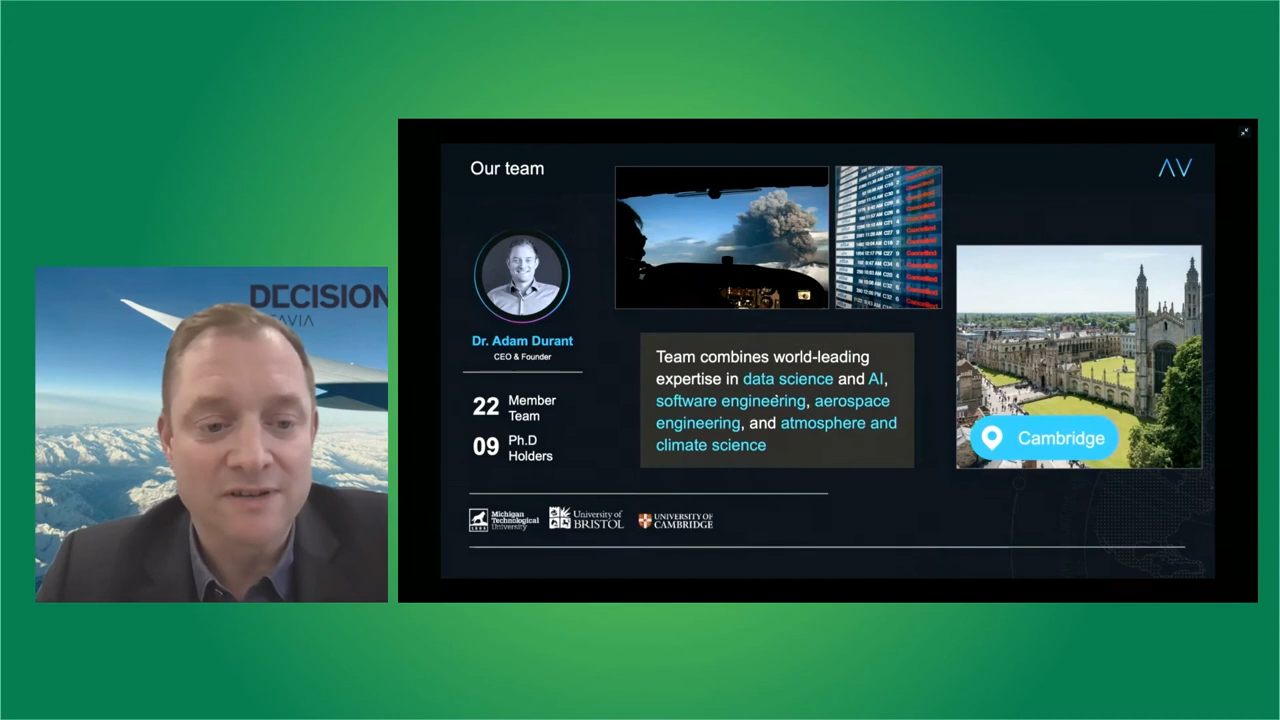 DECISION
AVIA
Our team
Dr. Adam Durant
CEO & Founder
22 Member
Team
09 Ph.D
Holders
Cancelled
Team combines world-leading
expertise in data science and AI,
software engineering, aerospace
engineering, and atmosphere and
climate science
Cambridge
Michigan
Technological
University
1885
University of
BRISTOL
UNIVERSITY OF
CAMBRIDGE